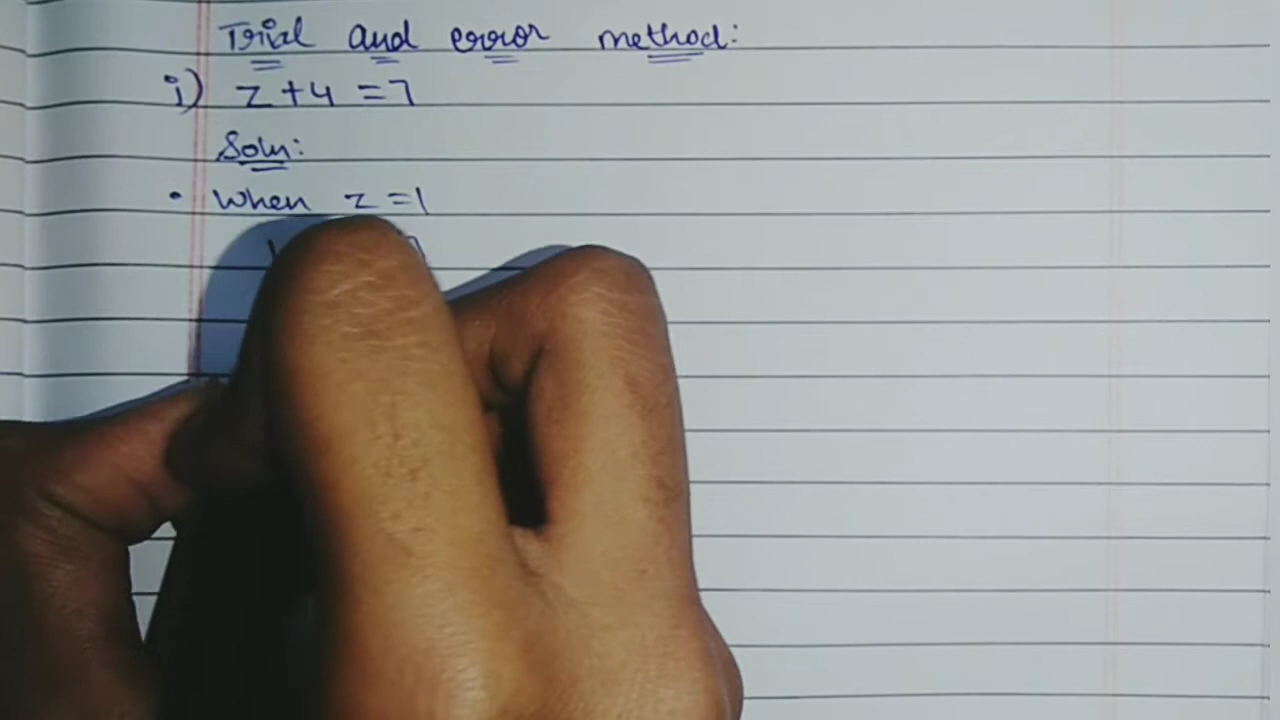 Trial and error method:
i) z+4 =7
Soln:
• When z =1